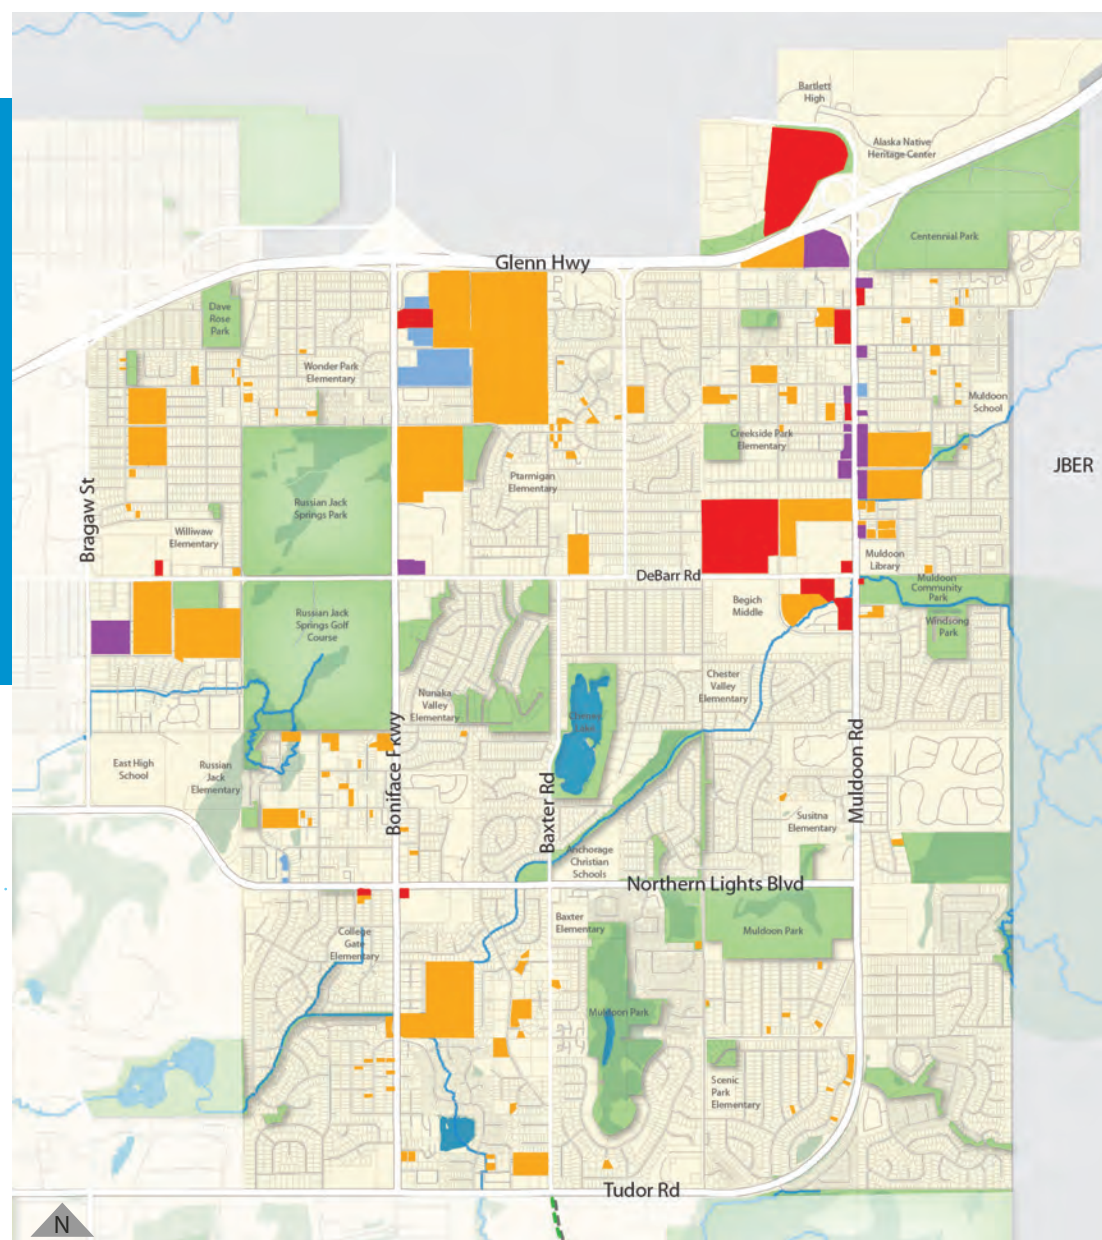 Bartlett
High
Alaska Native
Heritage Center
Centennial Park
Glenn Hwy
Dave
Rose
Park
Wonder Park
Elementary
Muldoon
School
Creekside Park
Elementary
JBER
Ptarmigan
Elementary
Bragaw St
Russian Jack
Springs Park
Williwaw
Elementary
Muldoon
Library
DeBarr Rd
Muldoon
Community
Park
Begich
Middle
Russian Jack
Springs Golf
Course
Windsong
Park
Chester
Valley
Elementary
Nunaka
Valley
Elementary
Cheney
Lake
East High
School
Russian
Jack
Elementary
Boniface Pkwy
Baxter Rd
Muldoon Rd
Susitna
Elementary
Anchorage
Christian
Schools
Northern Lights Blvd
Baxter
Elementary
College
Gate
Elementary
Muldoon Park
Muldoon Park
Scenic
Park
Elementary
Tudor Rd
N